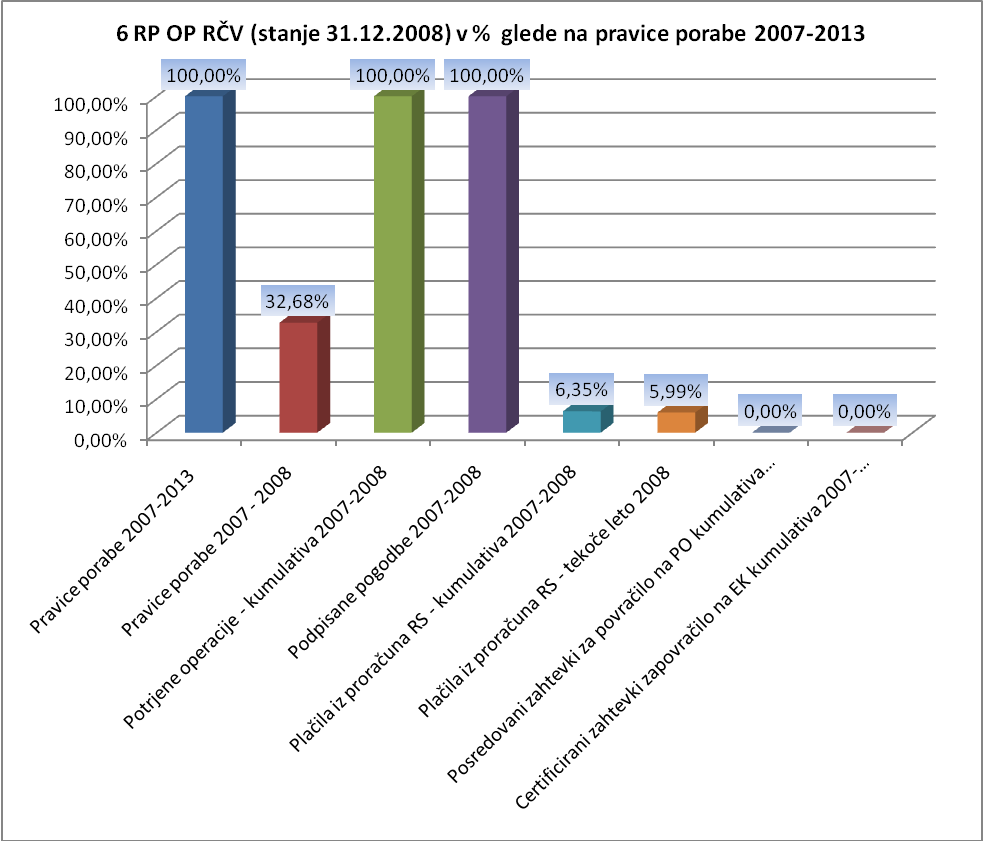 6 RP OP RČV (stanje 31.12.2008) v % glede na pravice porabe 2007-2013
100,00%
100,00%
100,00%
32,68%
6,35%
5,99%
0,00%
0,00%
100,00%
90,00%
80,00%
70,00%
60,00%
50,00%
40,00%
30,00%
20,00%
10,00%
0,00%
Pravice porabe 2007-2013
Pravice porabe 2007 - 2008
Potrjene operacije - kumulativa 2007-2008
Podpisane pogodbe 2007-2008
Plačila iz proračuna RS - kumulativa 2007-2008
Plačila iz proračuna RS - tekoče leto 2008
Posredovani zahtevki za povračilo na PO kumulativa...
Certificirani zahtevki zapovračilo na EK kumulativa 2007-...